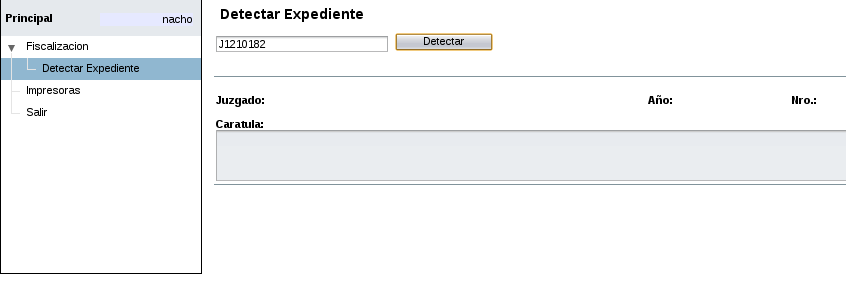 Principal nacho
Fiscalizacion
Detectar Expediente
Impresoras
Salir
Detectar Expediente
J1210182 Detectar
Juzgado: Año: Nro.:
Caratula: